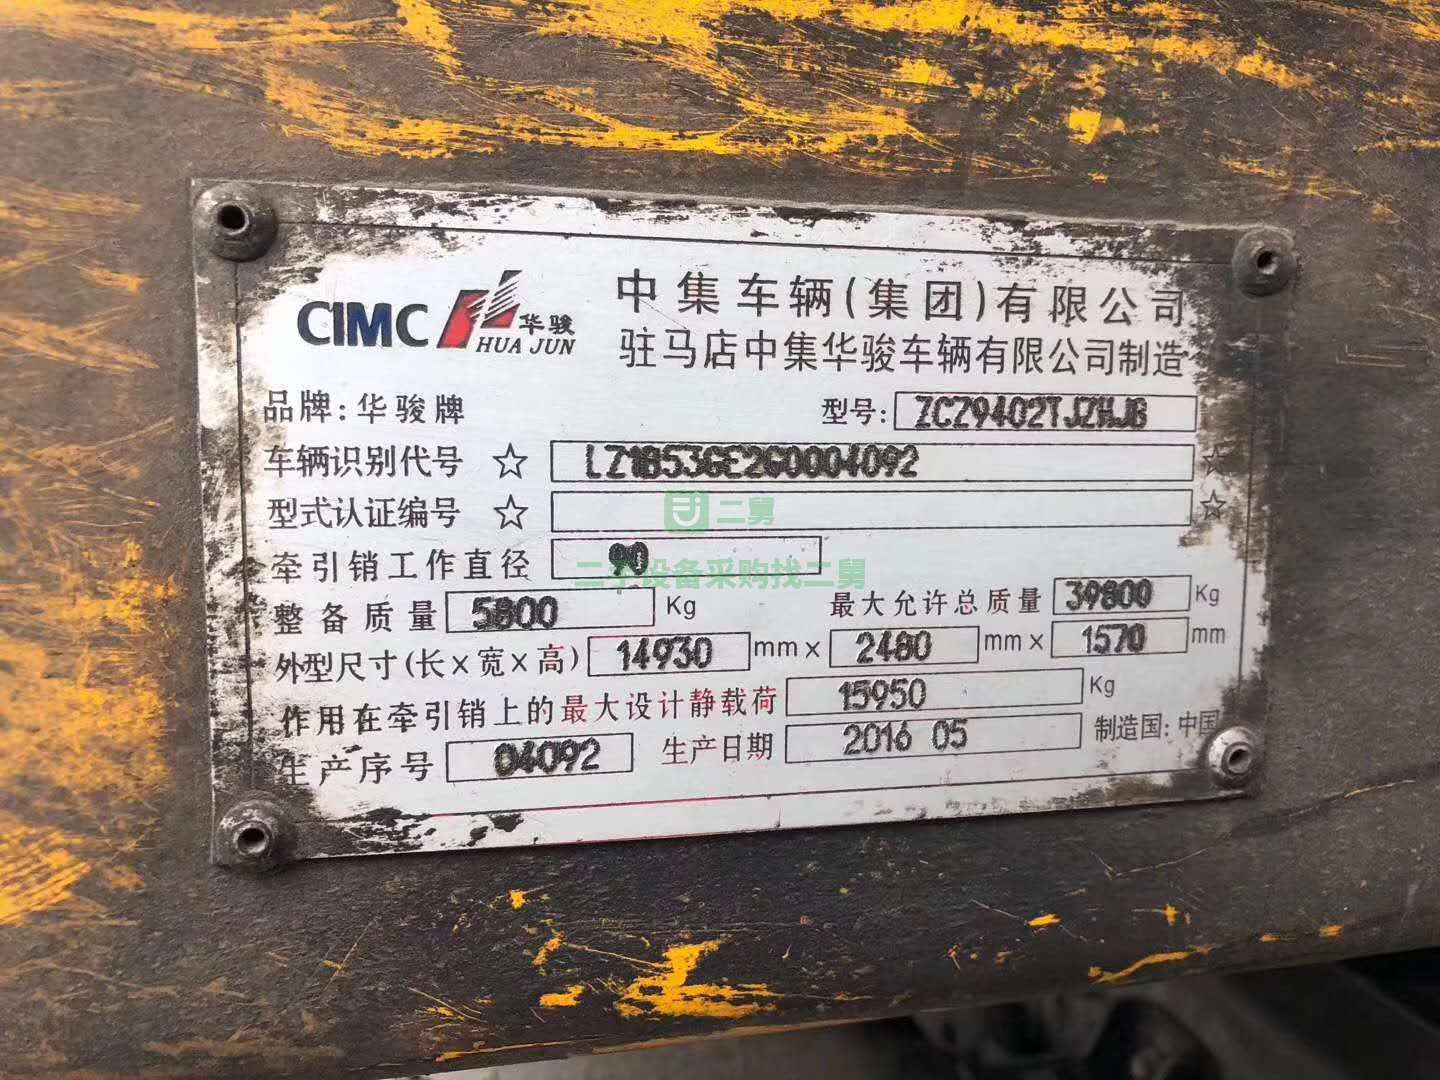 CIMC 华骏 HUA JUN
中集车辆(集团)有限公司
驻马店中集华骏车辆有限公司制造
品牌: 华骏牌 型号: ZCZ9402TJZHJB
车辆识别代号 ☆ LZ1B53GE2G0004092 ☆
型式认证编号 ☆ ☆
二舅
牵引销工作直径 90
二手设备采购找二舅
整备质量 5800 Kg 最大允许总质量 39800 Kg
外型尺寸(长×宽×高) 14930 mm × 2480 mm × 1570 mm
作用在牵引销上的最大设计静载荷 15950 Kg
生产序号 04092 生产日期 2016 05 制造国: 中国